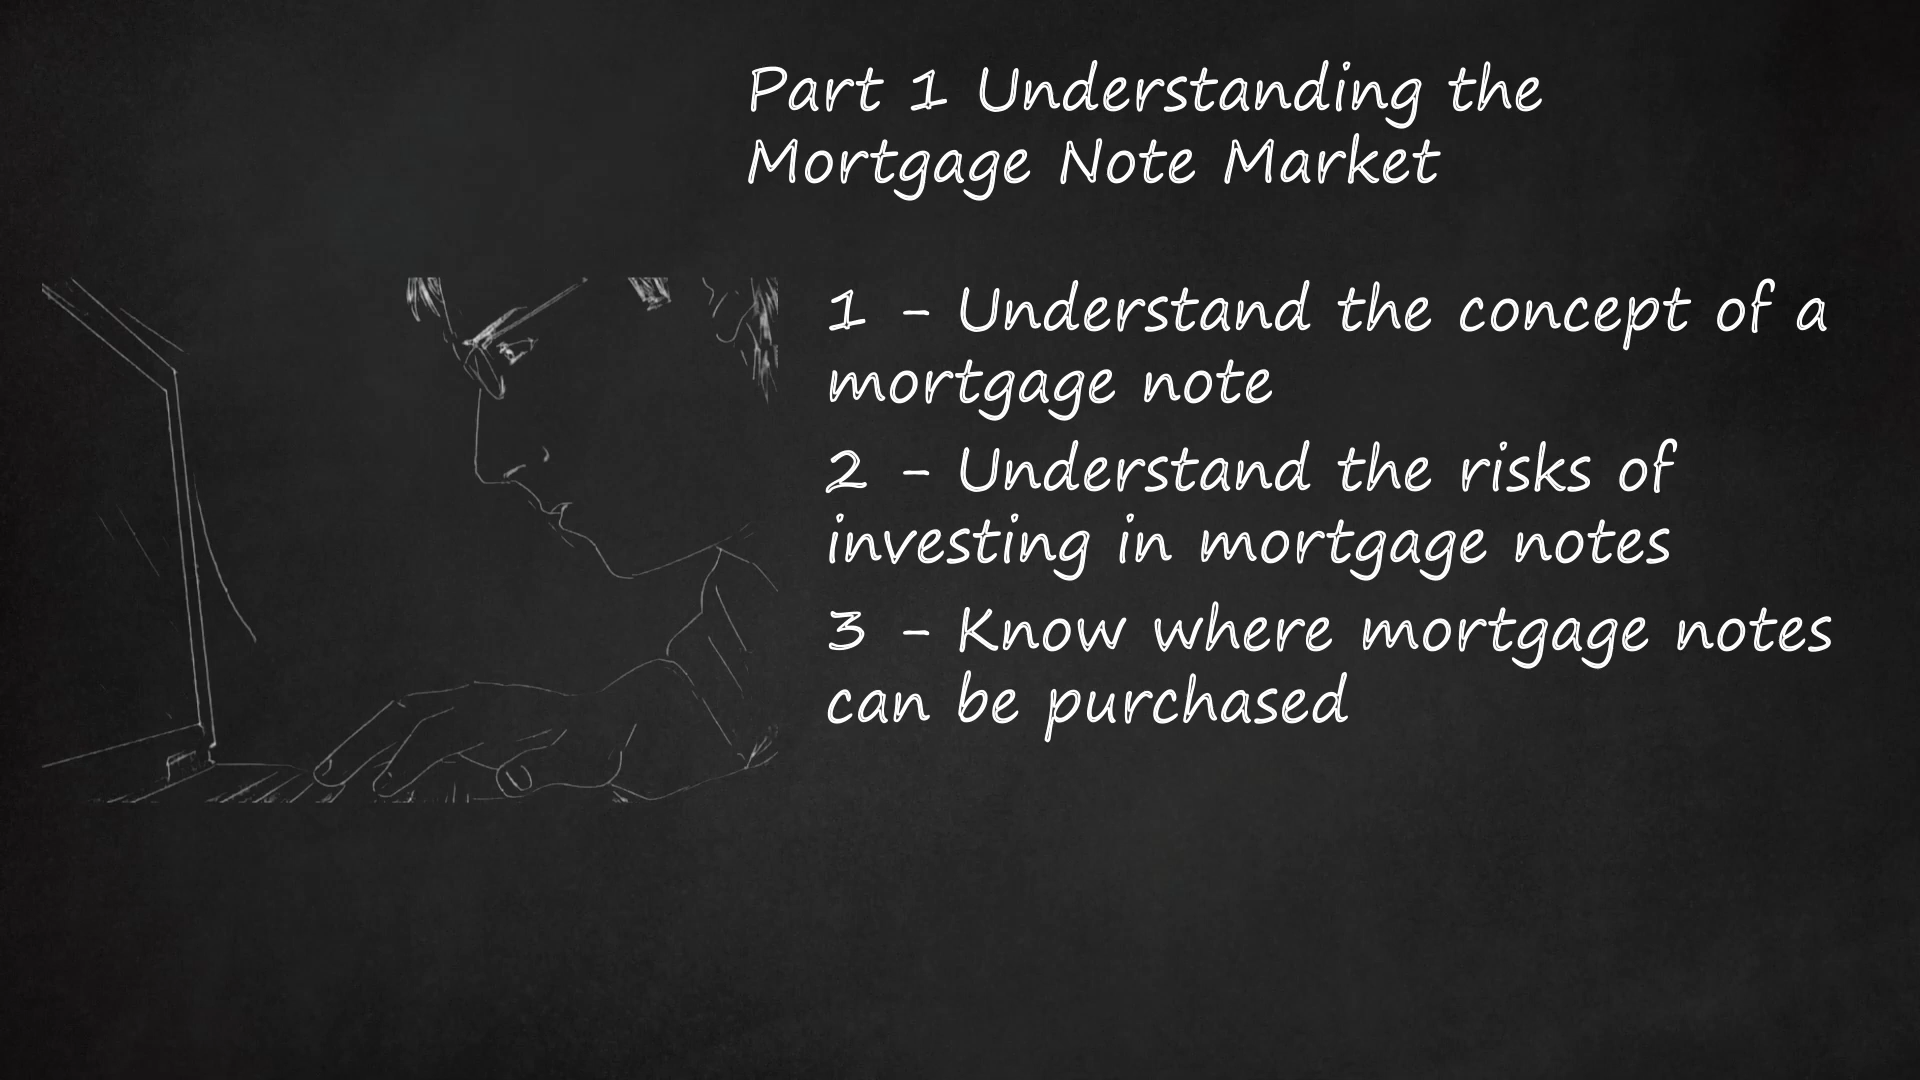 Part 1 Understanding the
Mortgage Note Market
1 - Understand the concept of a
mortgage note
2 - Understand the risks of
investing in mortgage notes
3 - Know where mortgage notes
can be purchased